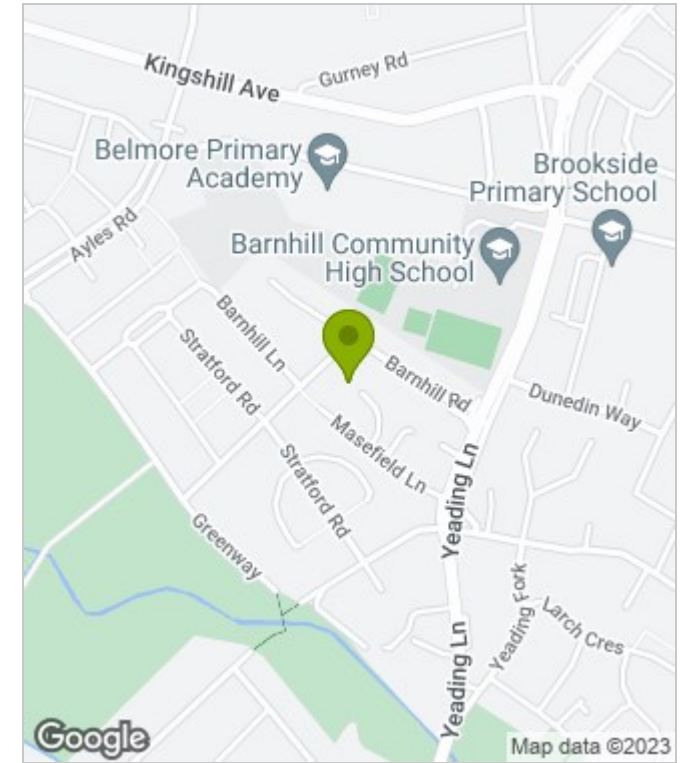 Kingshill Ave
Gurney Rd
Belmore Primary
Academy
Brookside
Primary School
Ayles Rd
Barnhill Community
High School
Barnhill Ln
Stratford Rd
Barnhill Rd
Dunedin Way
Masefield Ln
Stratford Rd
Yeading Ln
Greenway
Yeading Fork
Larch Cres
Yeading Ln
Google
Map data ©2023